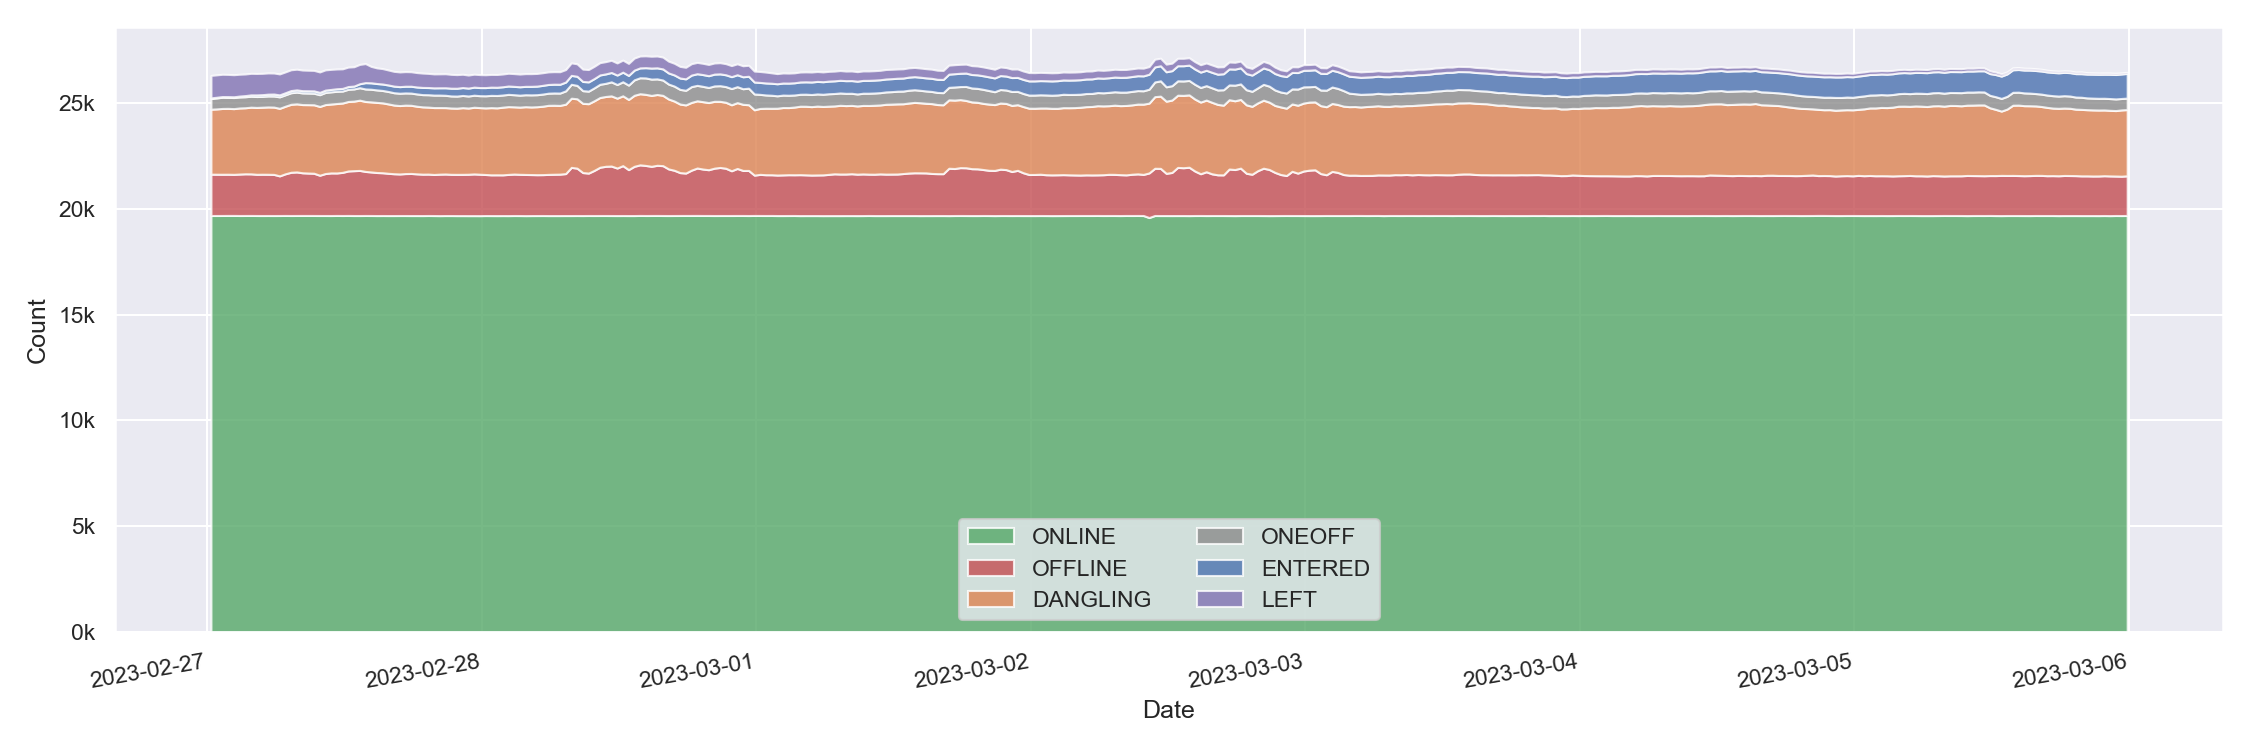 25k
20k
15k
10k
5k
0k
Count
ONLINE
OFFLINE
DANGLING
ONEOFF
ENTERED
LEFT
2023-02-27
2023-02-28
2023-03-01
2023-03-02
2023-03-03
2023-03-04
2023-03-05
2023-03-06
Date